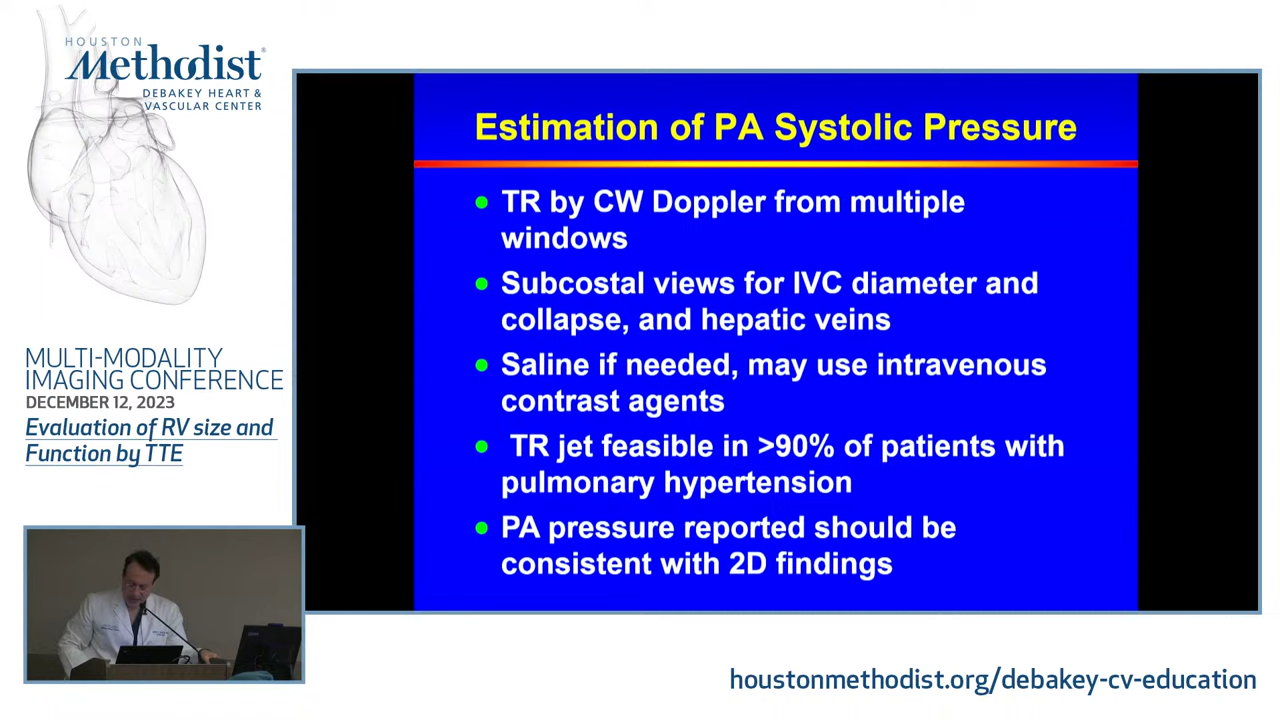 HOUSTON
Methodist®
DEBAKEY HEART &
VASCULAR CENTER
MULTI-MODALITY
IMAGING CONFERENCE
DECEMBER 12, 2023
Evaluation of RV size and
Function by TTE
Estimation of PA Systolic Pressure
• TR by CW Doppler from multiple
windows
• Subcostal views for IVC diameter and
collapse, and hepatic veins
• Saline if needed, may use intravenous
contrast agents
• TR jet feasible in >90% of patients with
pulmonary hypertension
• PA pressure reported should be
consistent with 2D findings
houstonmethodist.org/debakey-cv-education